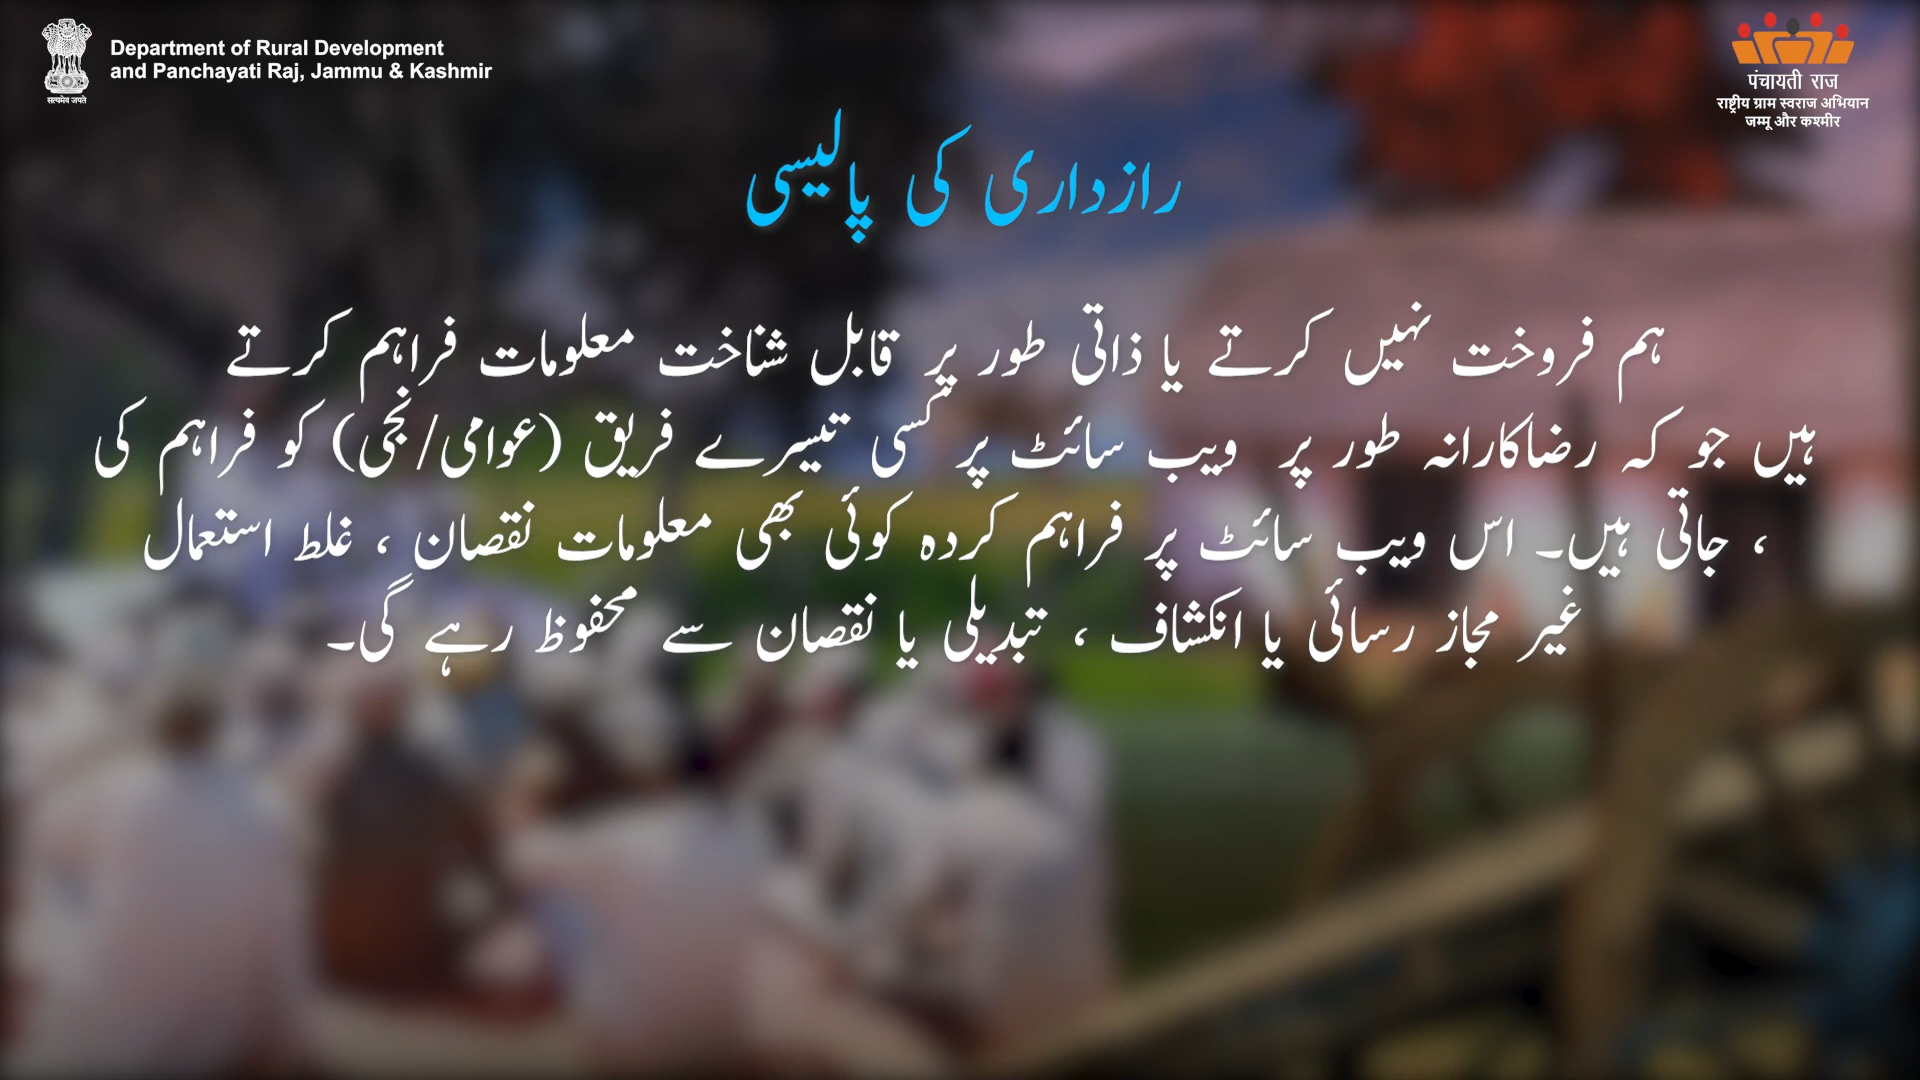 Department of Rural Development
and Panchayati Raj, Jammu & Kashmir
सत्यमेव जयते
पंचायती राज
राष्ट्रीय ग्राम स्वराज अभियान
जम्मू और कश्मीर
رازداری کی پالیسی
ہم فروخت نہیں کرتے یا ذاتی طور پر قابل شناخت معلومات فراہم کرتے
ہیں جو کہ رضاکارانہ طور پر ویب سائٹ پر کسی تیسرے فریق (عوامی/نجی) کو فراہم کی
جاتی ہیں۔ اس ویب سائٹ پر فراہم کردہ کوئی بھی معلومات نقصان ، غلط استعمال ،
غیر مجاز رسائی یا انکشاف ، تبدیلی یا نقصان سے محفوظ رہے گی۔